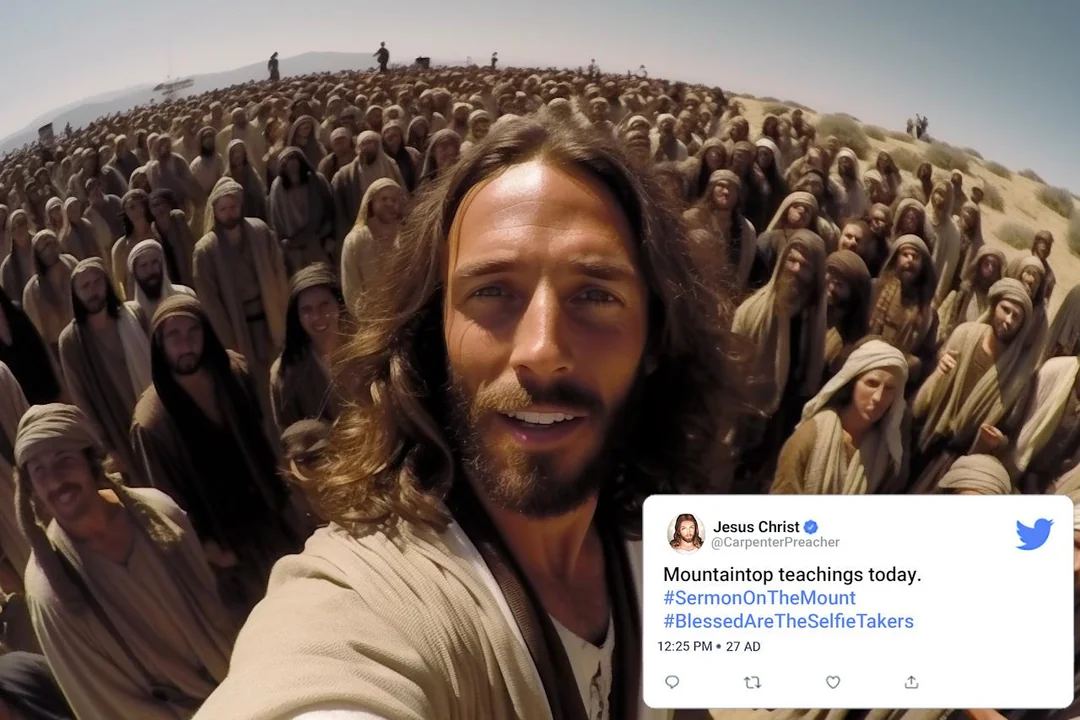 Jesus Christ
@CarpenterPreacher
Mountaintop teachings today.
#SermonOnTheMount
#BlessedAreTheSelfieTakers
12:25 PM • 27 AD